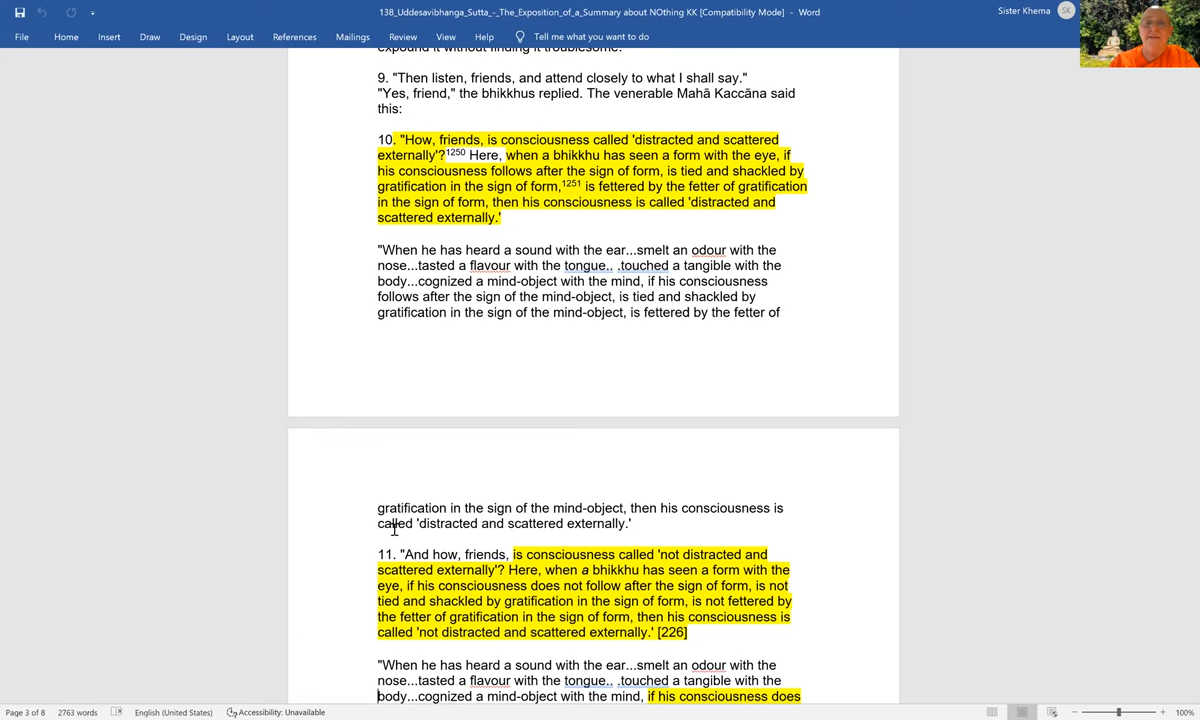 138_Uddesavibhanga_Sutta_-_The_Exposition_of_a_Summary about NOthing KK [Compatibility Mode] - Word
Sister Khema
SK
File Home Insert Draw Design Layout References Mailings Review View Help Tell me what you want to do
expound it without finding it troublesome."
9. "Then listen, friends, and attend closely to what I shall say."
"Yes, friend," the bhikkhus replied. The venerable Mahā Kaccāna said
this:
10. "How, friends, is consciousness called 'distracted and scattered
externally'?1250 Here, when a bhikkhu has seen a form with the eye, if
his consciousness follows after the sign of form, is tied and shackled by
gratification in the sign of form,1251 is fettered by the fetter of gratification
in the sign of form, then his consciousness is called 'distracted and
scattered externally.'
"When he has heard a sound with the ear...smelt an odour with the
nose...tasted a flavour with the tongue.. .touched a tangible with the
body...cognized a mind-object with the mind, if his consciousness
follows after the sign of the mind-object, is tied and shackled by
gratification in the sign of the mind-object, is fettered by the fetter of
gratification in the sign of the mind-object, then his consciousness is
called 'distracted and scattered externally.'
11. "And how, friends, is consciousness called 'not distracted and
scattered externally'? Here, when a bhikkhu has seen a form with the
eye, if his consciousness does not follow after the sign of form, is not
tied and shackled by gratification in the sign of form, is not fettered by
the fetter of gratification in the sign of form, then his consciousness is
called 'not distracted and scattered externally.' [226]
"When he has heard a sound with the ear...smelt an odour with the
nose...tasted a flavour with the tongue.. .touched a tangible with the
body...cognized a mind-object with the mind, if his consciousness does
Page 3 of 8 2763 words English (United States) Accessibility: Unavailable 100%